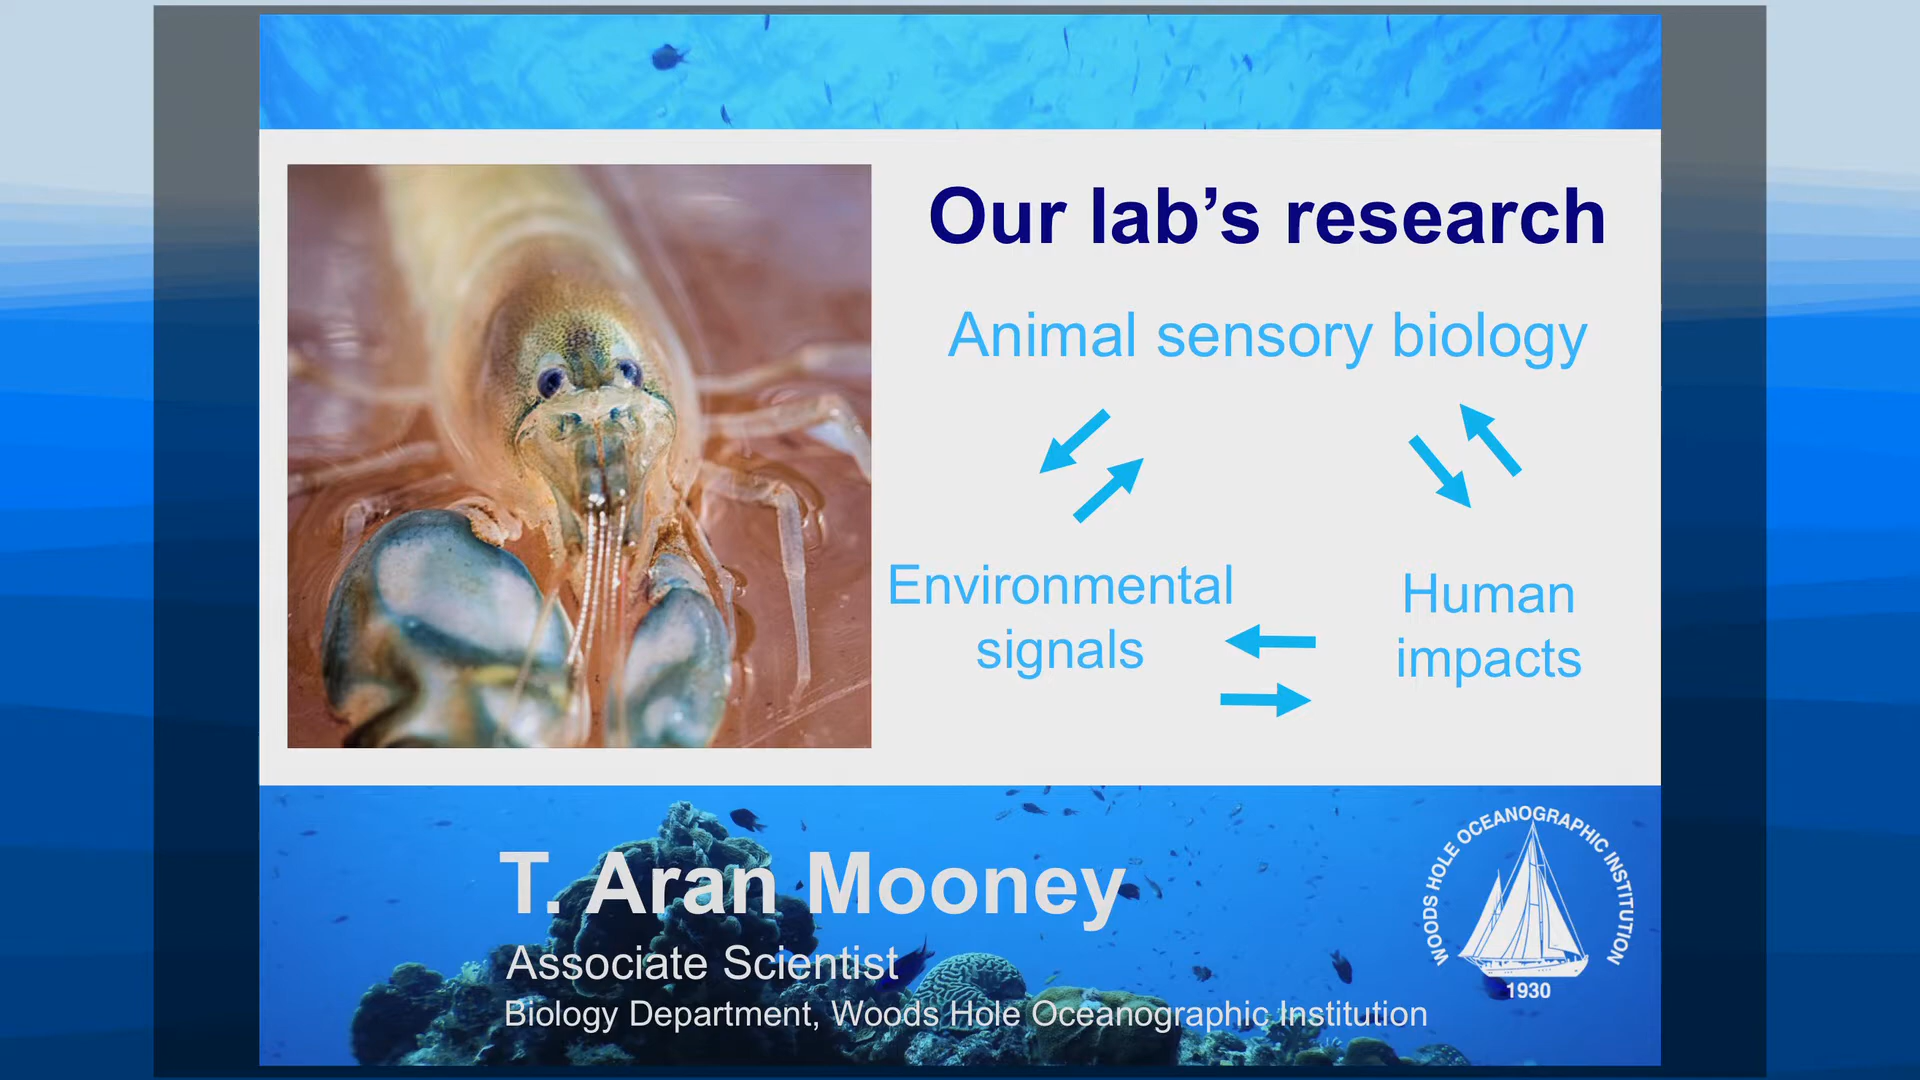 Our lab’s research
Animal sensory biology
Environmental
signals
Human
impacts
T. Aran Mooney
Associate Scientist
Biology Department, Woods Hole Oceanographic Institution
WOODS HOLE OCEANOGRAPHIC INSTITUTION
1930